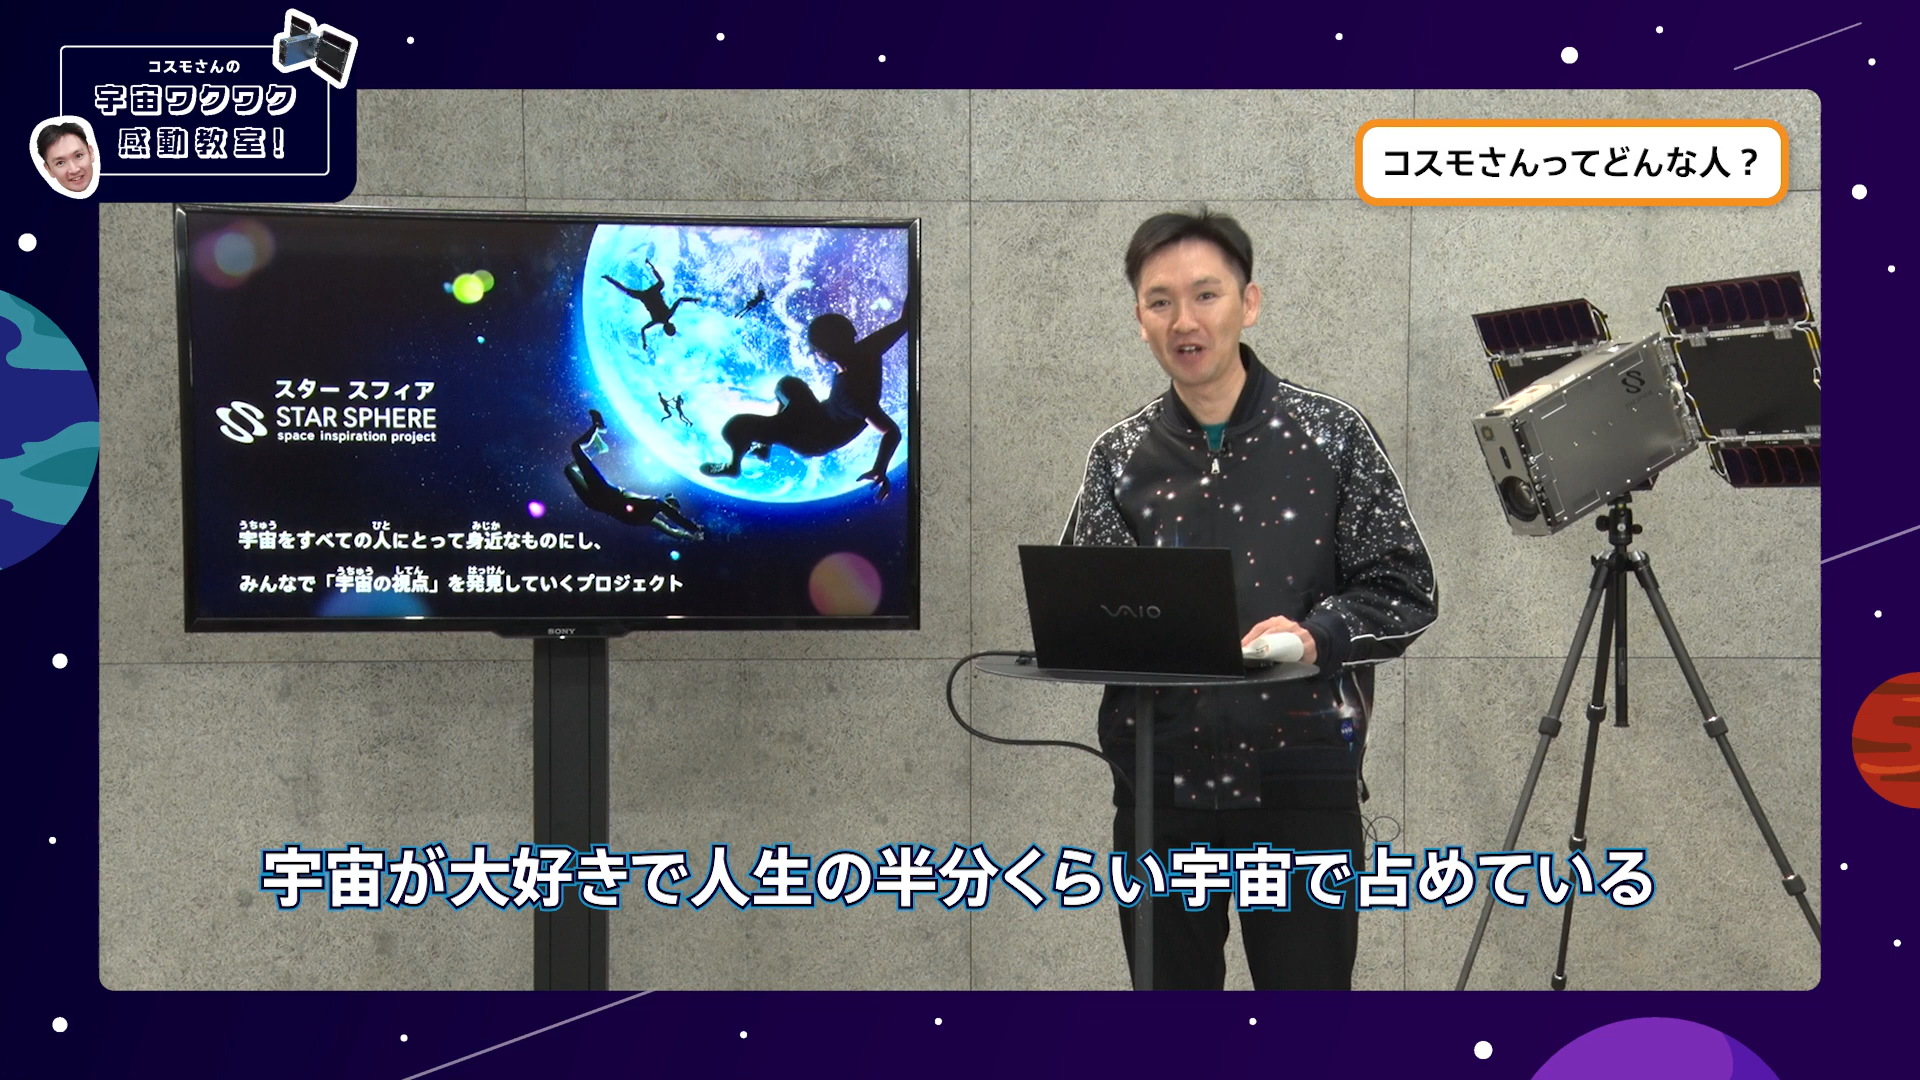 コスモさんの
宇宙ワクワク
感動教室!
コスモさんってどんな人？
スター スフィア
STAR SPHERE
space inspiration project
うちゅう ひと みじか
宇宙をすべての人にとって身近なものにし、
うちゅう してん はっけん
みんなで「宇宙の視点」を発見していくプロジェクト
SONY
VAIO
宇宙が大好きで人生の半分くらい宇宙で占めている